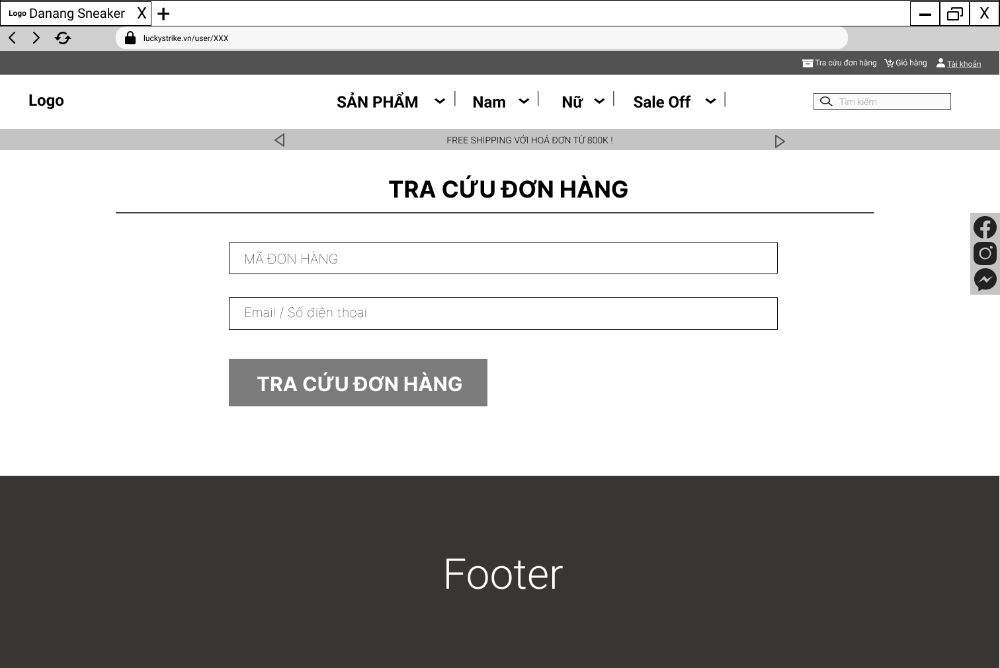 Logo Danang Sneaker X
X
luckystrike.vn/user/XXX
Tra cứu đơn hàng Giỏ hàng Tài khoản
Logo SẢN PHẨM Nam Nữ Sale Off Tìm kiếm
FREE SHIPPING VỚI HOÁ ĐƠN TỪ 800K !
TRA CỨU ĐƠN HÀNG
MÃ ĐƠN HÀNG
Email / Số điện thoại
TRA CỨU ĐƠN HÀNG
Footer